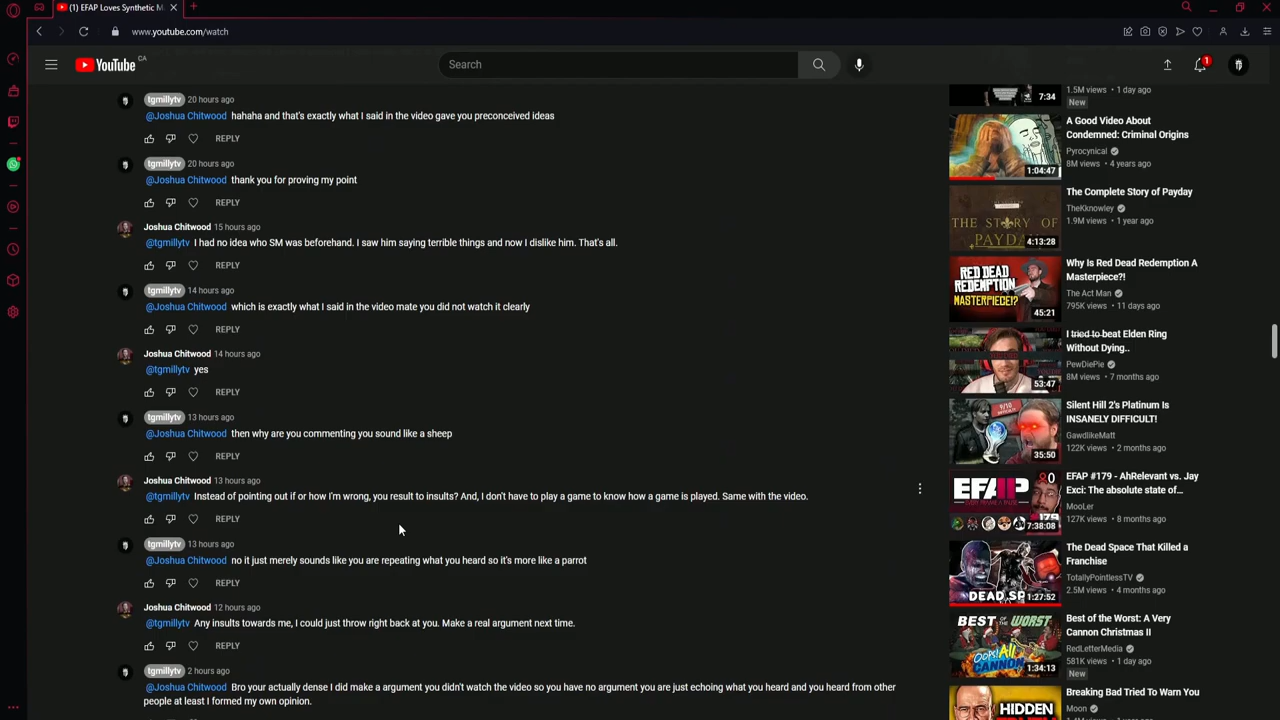 (1) EFAP Loves Synthetic M
www.youtube.com/watch
YouTube CA
Search
1
tgmillytv 20 hours ago
@Joshua Chitwood hahaha and that's exactly what I said in the video gave you preconceived ideas
REPLY
tgmillytv 20 hours ago
@Joshua Chitwood thank you for proving my point
REPLY
Joshua Chitwood 15 hours ago
@tgmillytv I had no idea who SM was beforehand. I saw him saying terrible things and now I dislike him. That's all.
REPLY
tgmillytv 14 hours ago
@Joshua Chitwood which is exactly what I said in the video mate you did not watch it clearly
REPLY
Joshua Chitwood 14 hours ago
@tgmillytv yes
REPLY
tgmillytv 13 hours ago
@Joshua Chitwood then why are you commenting you sound like a sheep
REPLY
Joshua Chitwood 13 hours ago
@tgmillytv Instead of pointing out if or how I'm wrong, you result to insults? And, I don't have to play a game to know how a game is played. Same with the video.
REPLY
tgmillytv 13 hours ago
@Joshua Chitwood no it just merely sounds like you are repeating what you heard so it's more like a parrot
REPLY
Joshua Chitwood 12 hours ago
@tgmillytv Any insults towards me, I could just throw right back at you. Make a real argument next time.
REPLY
tgmillytv 2 hours ago
@Joshua Chitwood Bro your actually dense I did make a argument you didn't watch the video so you have no argument you are just echoing what you heard and you heard from other
people at least I formed my own opinion.
7:34
1.5M views • 1 day ago
New
1:04:47
A Good Video About
Condemned: Criminal Origins
Pyrocynical
8M views • 4 years ago
THE STORY OF
PAYDAY
4:13:28
The Complete Story of Payday
TheKknowley
1.9M views • 1 year ago
RED DEAD
REDEMPTION
MASTERPIECE!?
45:21
Why Is Red Dead Redemption A
Masterpiece?!
The Act Man
795K views • 11 days ago
53:47
I tried to beat Elden Ring
Without Dying..
PewDiePie
8M views • 7 months ago
9/10
DIFFICULTY!
35:50
Silent Hill 2's Platinum Is
INSANELY DIFFICULT!
GawdlikeMatt
122K views • 2 months ago
EFAP
7:38:08
EFAP #179 - AhRelevant vs. Jay
Exci: The absolute state of…
MooLer
127K views • 8 months ago
DEAD SP
1:27:52
The Dead Space That Killed a
Franchise
TotallyPointlessTV
2.5M views • 4 months ago
BEST OF THE WORST
Oops! All
CANNON
1:34:13
Best of the Worst: A Very
Cannon Christmas II
RedLetterMedia
581K views • 1 day ago
New
HIDDEN
Breaking Bad Tried To Warn You
Moon